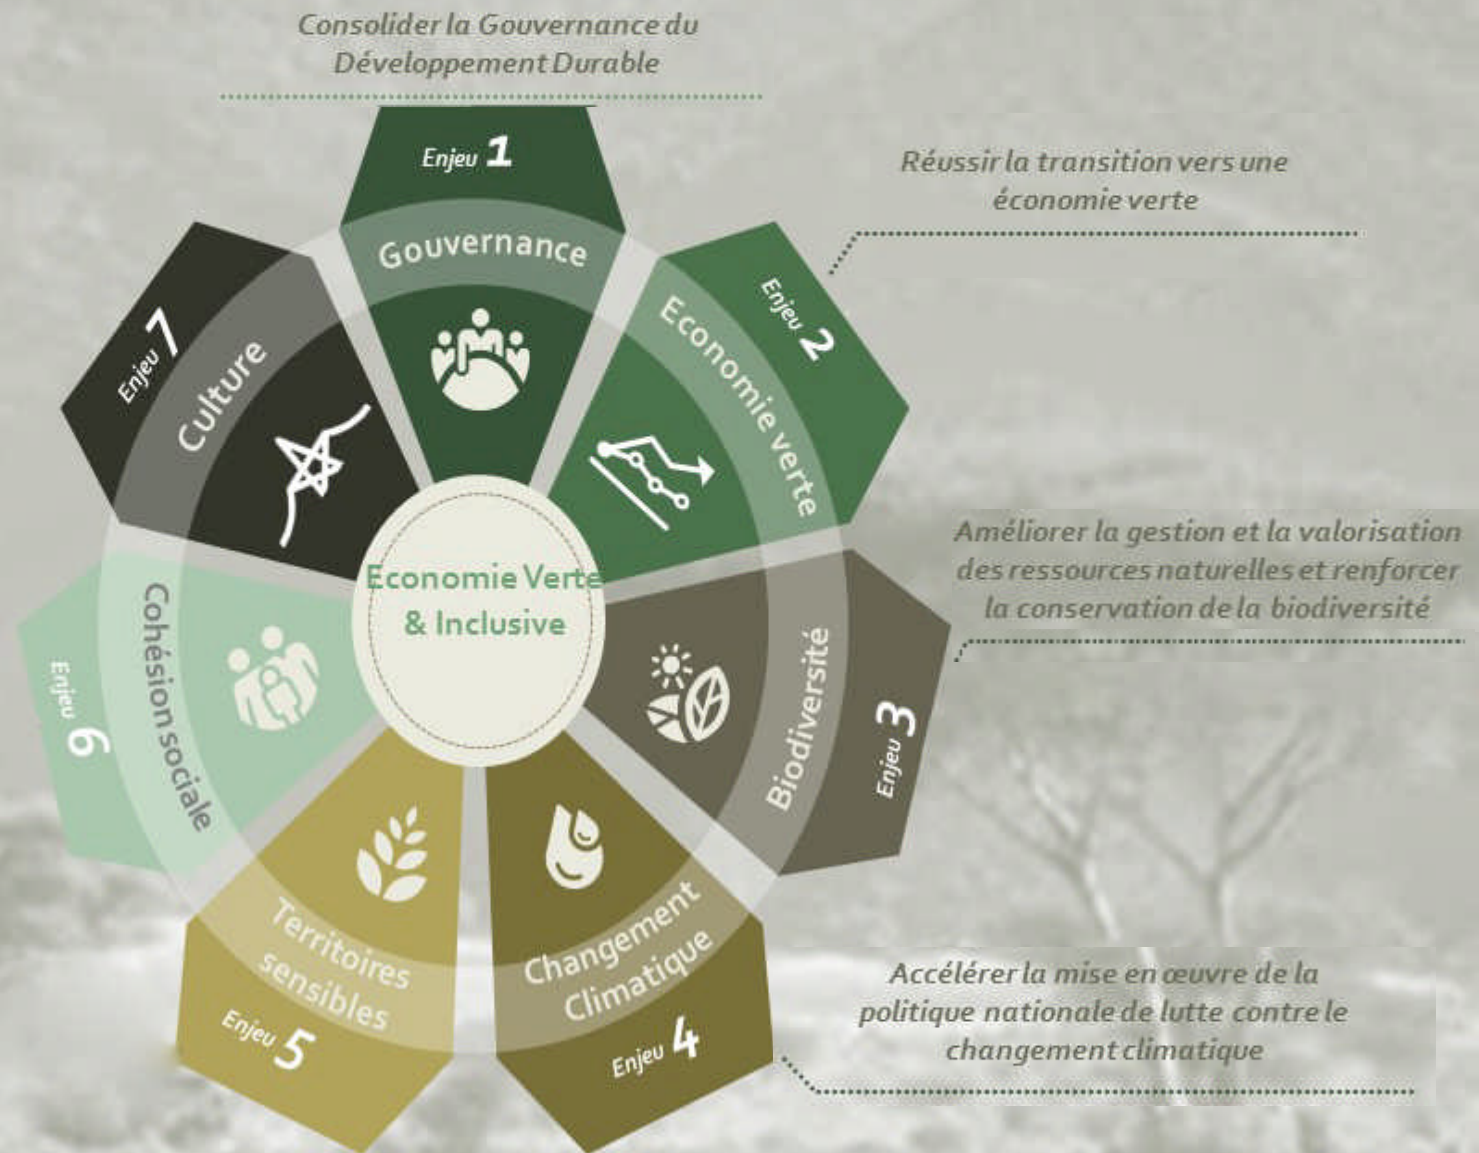 Consolider la Gouvernance du
Développement Durable
Enjeu 1
Gouvernance
Réussir la transition vers une
économie verte
Enjeu 2
Economie verte
Améliorer la gestion et la valorisation
des ressources naturelles et renforcer
la conservation de la biodiversité
Enjeu 3
Biodiversité
Accélérer la mise en œuvre de la
politique nationale de lutte contre le
changement climatique
Enjeu 4
Changement
Climatique
Enjeu 5
Territoires
sensibles
Enjeu 6
Cohésion sociale
Enjeu 7
Culture
Economie Verte
& Inclusive